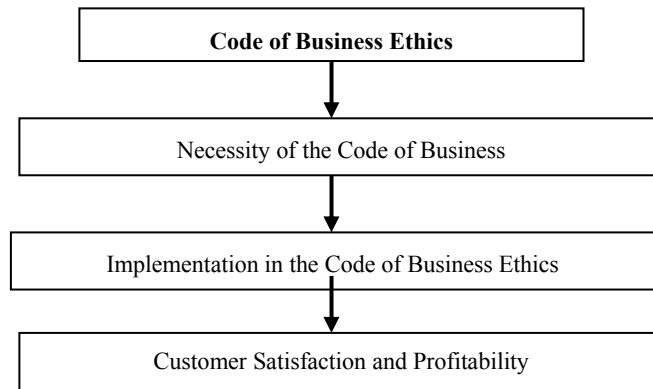 Code of Business Ethics
Necessity of the Code of Business
Implementation in the Code of Business Ethics
Customer Satisfaction and Profitability